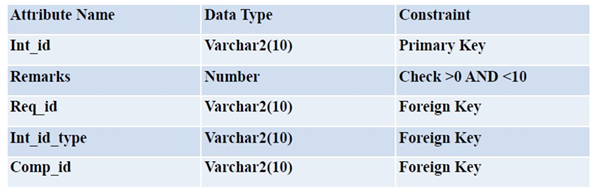 Attribute Name Data Type Constraint
Int_id Varchar2(10) Primary Key
Remarks Number Check >0 AND <10
Req_id Varchar2(10) Foreign Key
Int_id_type Varchar2(10) Foreign Key
Comp_id Varchar2(10) Foreign Key